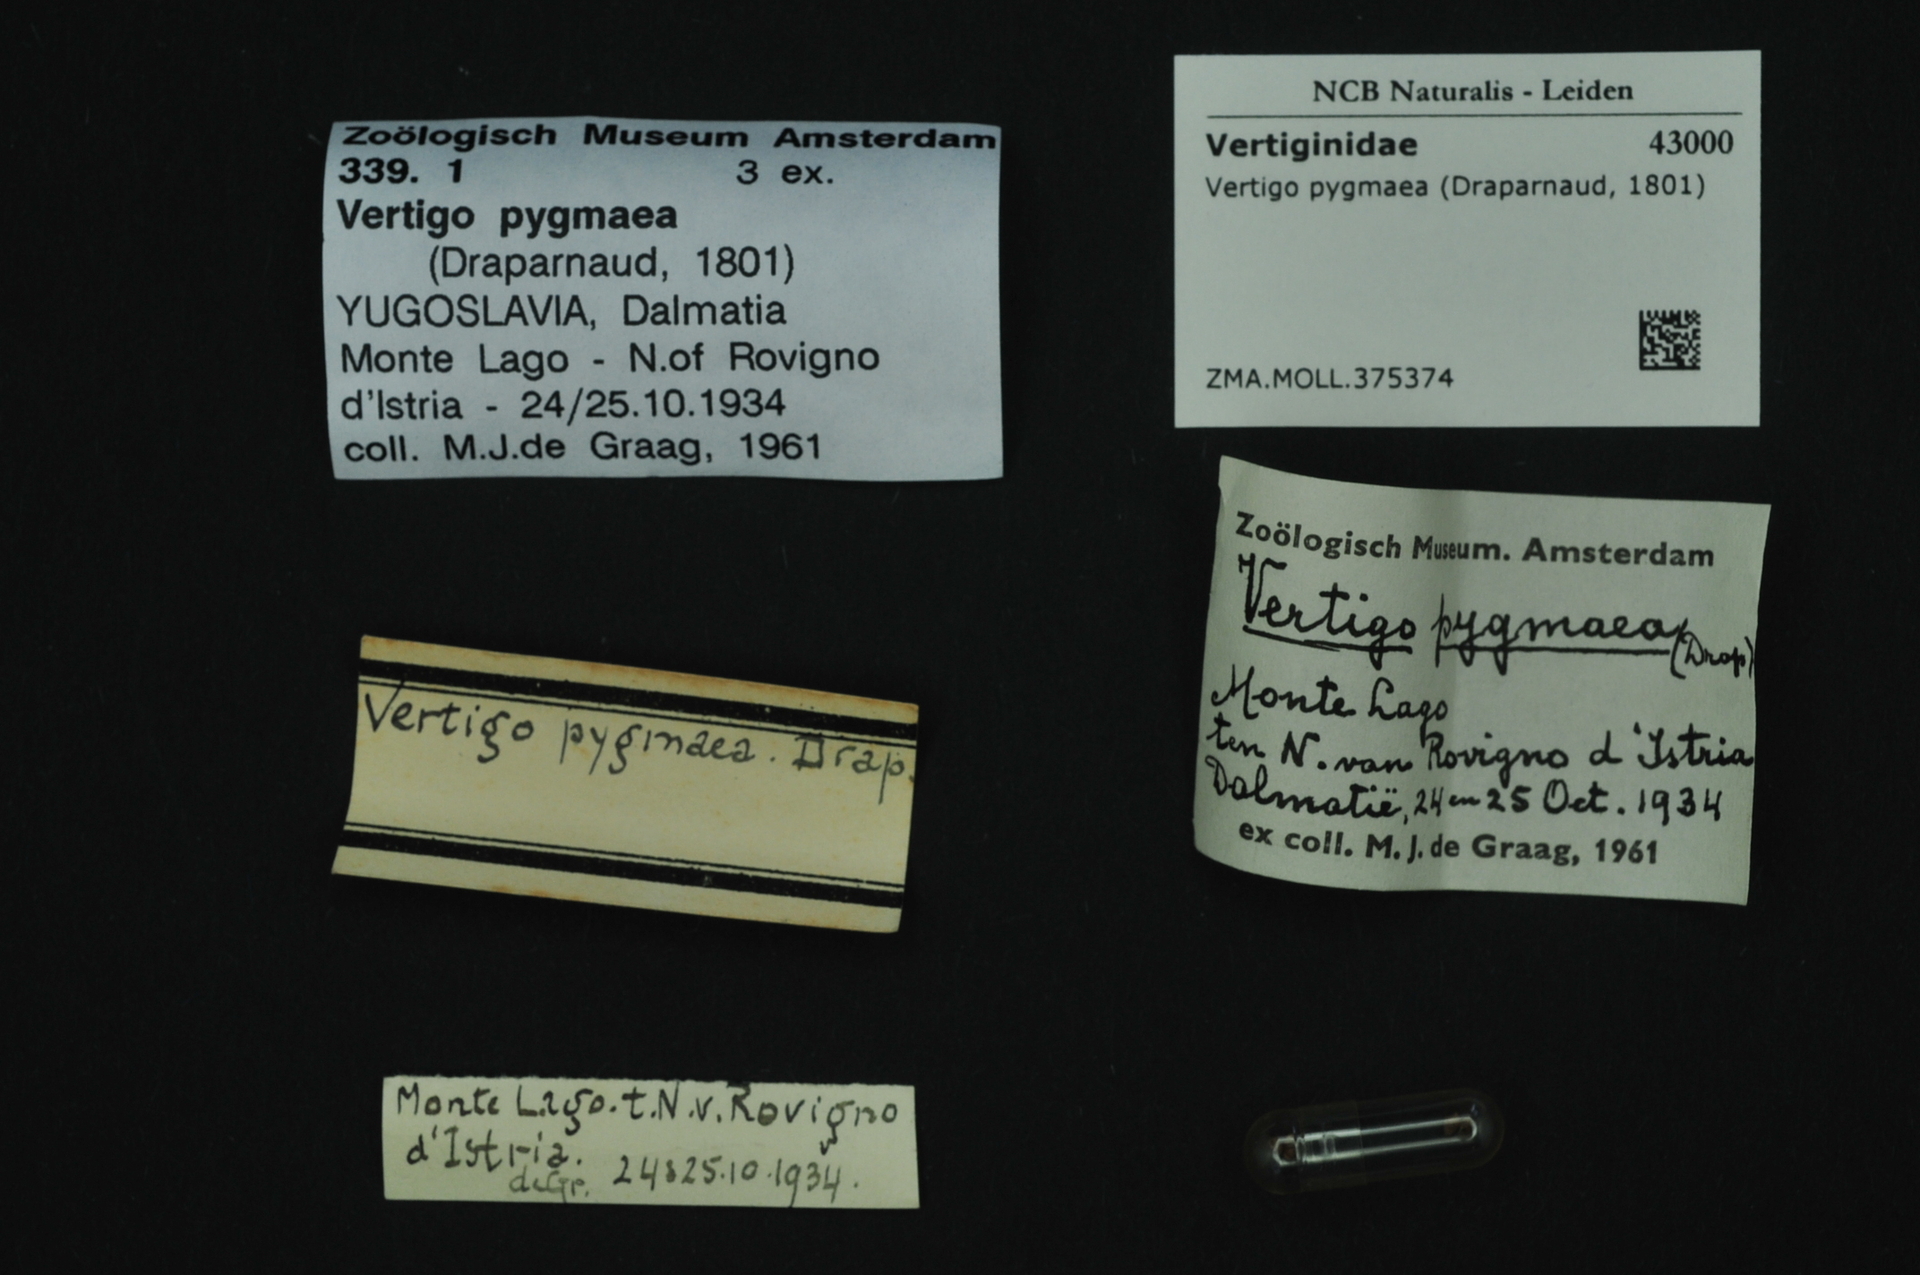 Zoölogisch Museum Amsterdam
339. 1 3 ex.
Vertigo pygmaea
(Draparnaud, 1801)
YUGOSLAVIA, Dalmatia
Monte Lago - N.of Rovigno
d'Istria - 24/25.10.1934
coll. M.J.de Graag, 1961
NCB Naturalis - Leiden
Vertiginidae 43000
Vertigo pygmaea (Draparnaud, 1801)
ZMA.MOLL.375374
Zoölogisch Museum. Amsterdam
Vertigo pygmaea (Drap)
Monte Lago
ten N. van Rovigno d'Istria
Dalmatië, 24 en 25 Oct. 1934
ex coll. M.J. de Graag, 1961
Vertigo pygmaea. Drap.
Monte Lago. t.N.v. Rovigno
d'Istria.
deGr. 24&25.10.1934.